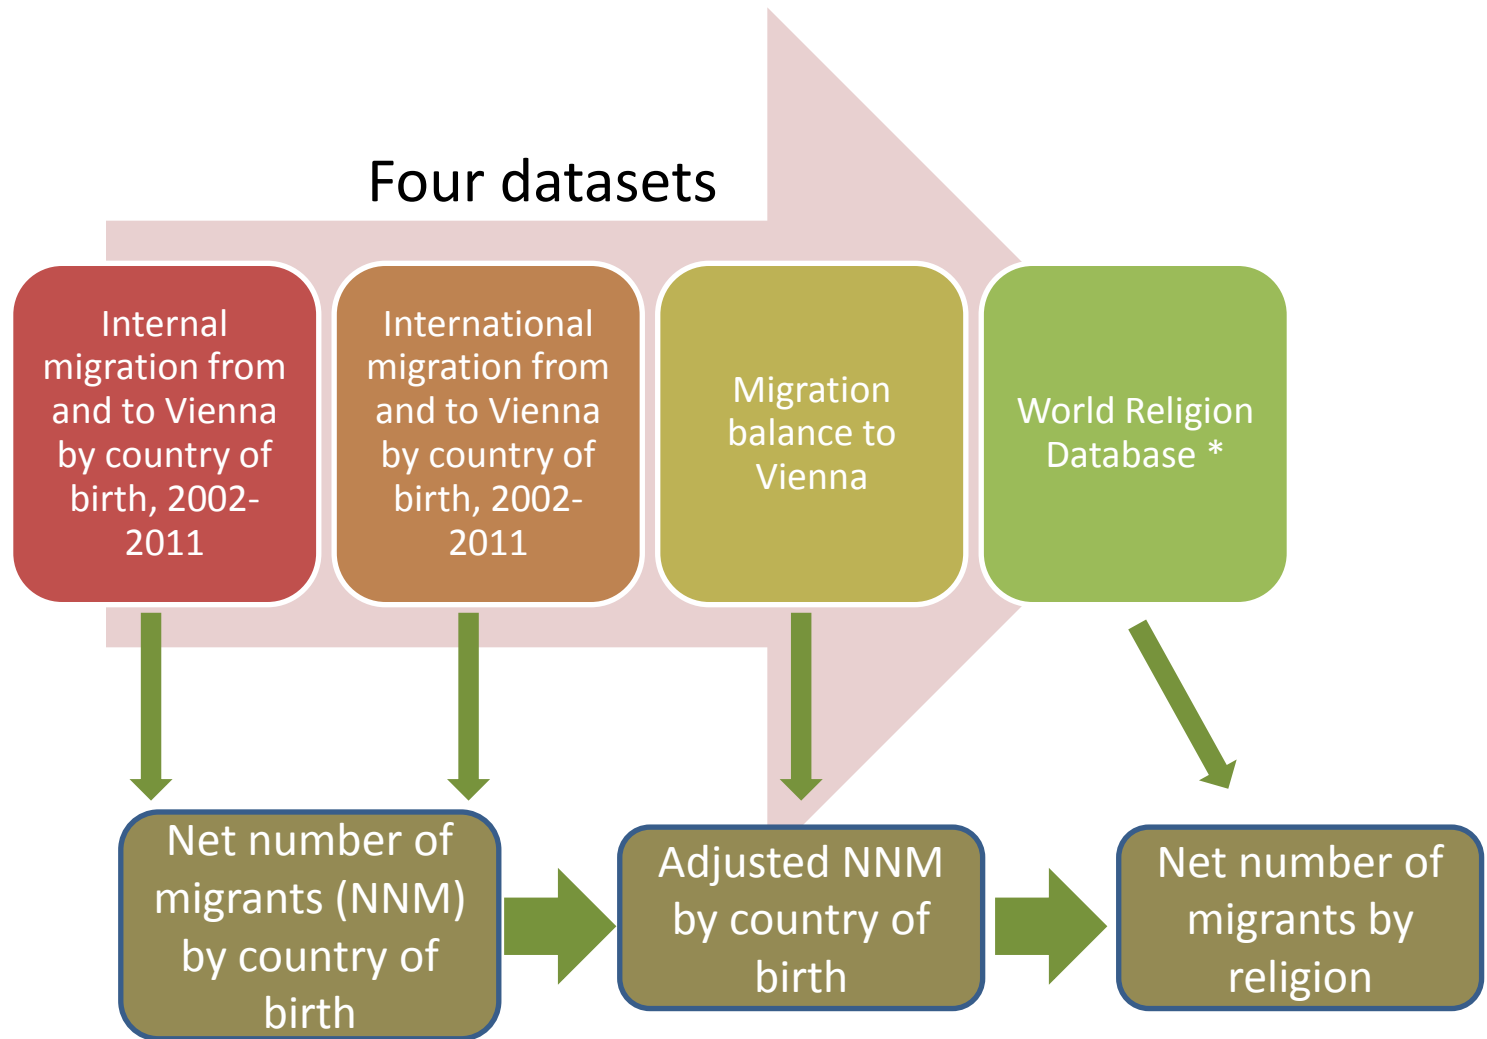 Four datasets
Internal
migration from
and to Vienna
by country of
birth, 2002-
2011
International
migration from
and to Vienna
by country of
birth, 2002-
2011
Migration
balance to
Vienna
World Religion
Database *
Net number of
migrants (NNM)
by country of
birth
Adjusted NNM
by country of
birth
Net number of
migrants by
religion